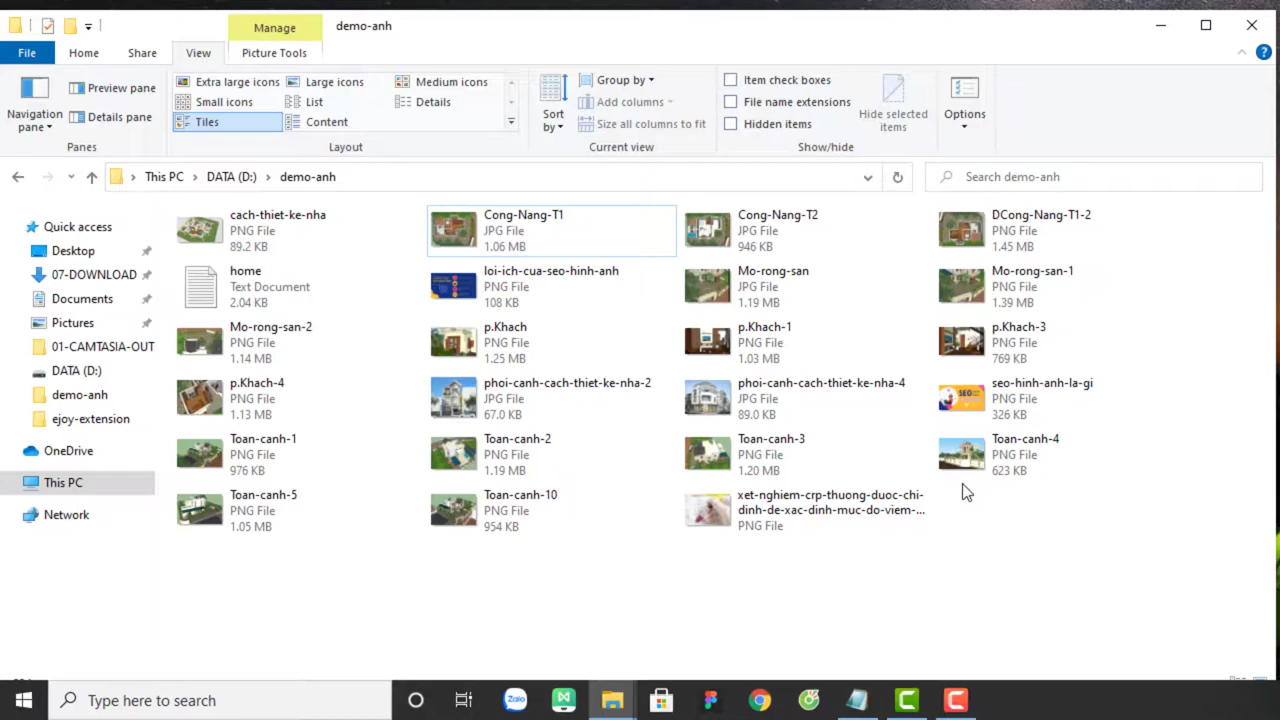 Manage
demo-anh
File
Home
Share
View
Picture Tools
Navigation pane
Preview pane
Details pane
Panes
Extra large icons
Large icons
Medium icons
Small icons
List
Details
Tiles
Content
Layout
Sort by
Group by
Add columns
Size all columns to fit
Current view
Item check boxes
File name extensions
Hidden items
Hide selected items
Show/hide
Options
This PC
DATA (D:)
demo-anh
Search demo-anh
Quick access
Desktop
07-DOWNLOAD
Documents
Pictures
01-CAMTASIA-OUT
DATA (D:)
demo-anh
ejoy-extension
OneDrive
This PC
Network
cach-thiet-ke-nha
PNG File
89.2 KB
Cong-Nang-T1
JPG File
1.06 MB
Cong-Nang-T2
JPG File
946 KB
DCong-Nang-T1-2
PNG File
1.45 MB
home
Text Document
2.04 KB
loi-ich-cua-seo-hinh-anh
PNG File
108 KB
Mo-rong-san
JPG File
1.19 MB
Mo-rong-san-1
PNG File
1.39 MB
Mo-rong-san-2
PNG File
1.14 MB
p.Khach
PNG File
1.25 MB
p.Khach-1
PNG File
1.03 MB
p.Khach-3
PNG File
769 KB
p.Khach-4
PNG File
1.13 MB
phoi-canh-cach-thiet-ke-nha-2
JPG File
67.0 KB
phoi-canh-cach-thiet-ke-nha-4
JPG File
89.0 KB
seo-hinh-anh-la-gi
PNG File
326 KB
Toan-canh-1
PNG File
976 KB
Toan-canh-2
PNG File
1.19 MB
Toan-canh-3
PNG File
1.20 MB
Toan-canh-4
PNG File
623 KB
Toan-canh-5
PNG File
1.05 MB
Toan-canh-10
PNG File
954 KB
xet-nghiem-crp-thuong-duoc-chi-
dinh-de-xac-dinh-muc-do-viem-...
PNG File
Type here to search
Zalo